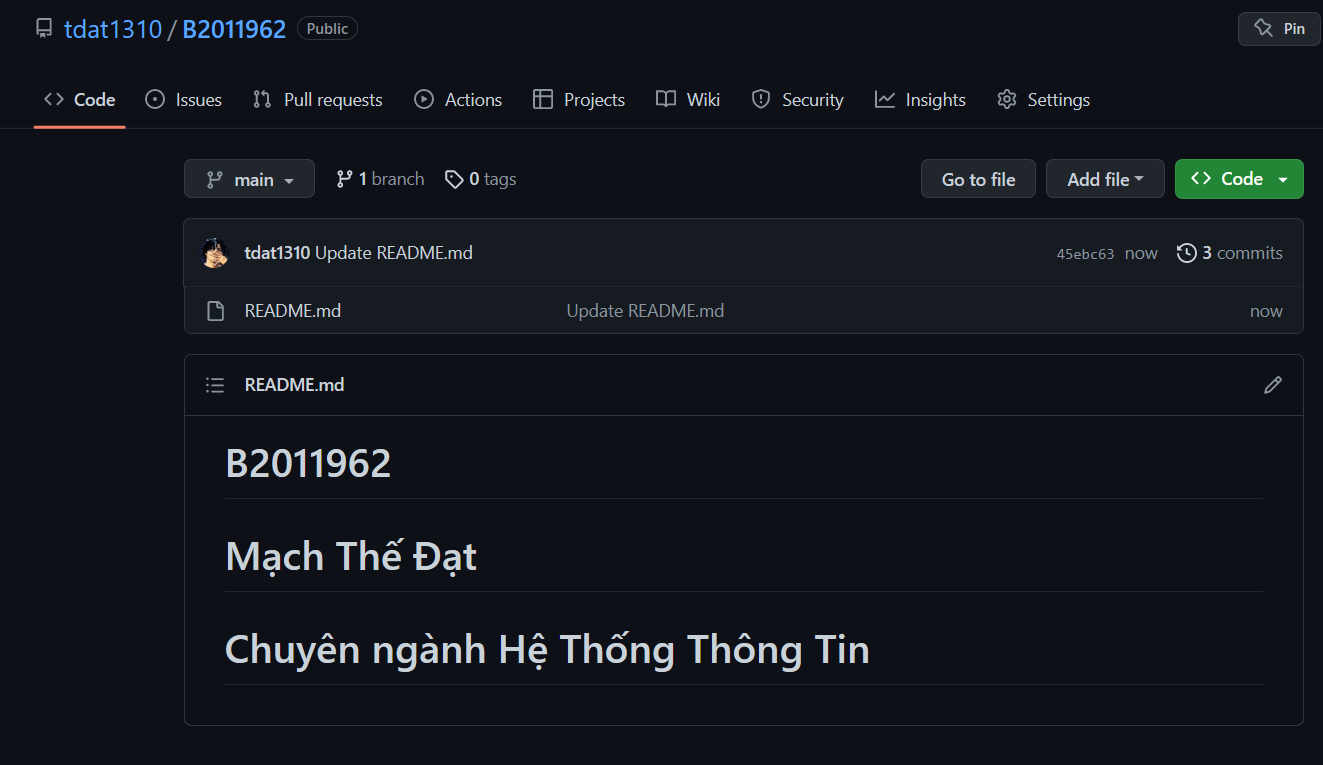 tdat1310 / B2011962 Public Pin
Code Issues Pull requests Actions Projects Wiki Security Insights Settings
main 1 branch 0 tags Go to file Add file Code
tdat1310 Update README.md 45ebc63 now 3 commits
README.md Update README.md now
README.md
B2011962
Mạch Thế Đạt
Chuyên ngành Hệ Thống Thông Tin